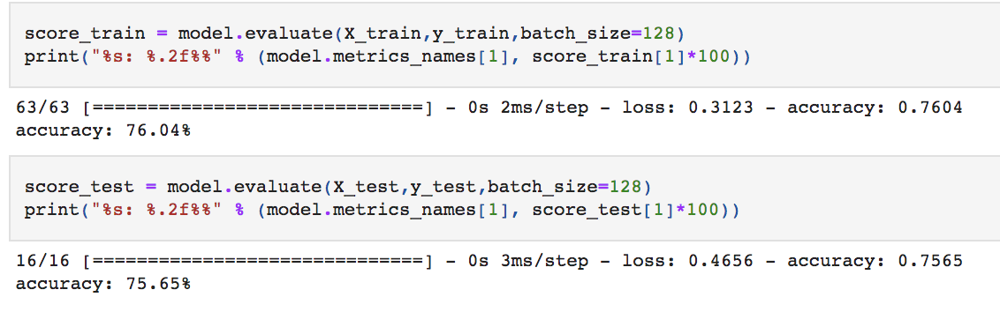 score_train = model.evaluate(X_train,y_train,batch_size=128)
print("%s: %.2f%%" % (model.metrics_names[1], score_train[1]*100))
63/63 [==============================] - 0s 2ms/step - loss: 0.3123 - accuracy: 0.7604
accuracy: 76.04%
score_test = model.evaluate(X_test,y_test,batch_size=128)
print("%s: %.2f%%" % (model.metrics_names[1], score_test[1]*100))
16/16 [==============================] - 0s 3ms/step - loss: 0.4656 - accuracy: 0.7565
accuracy: 75.65%